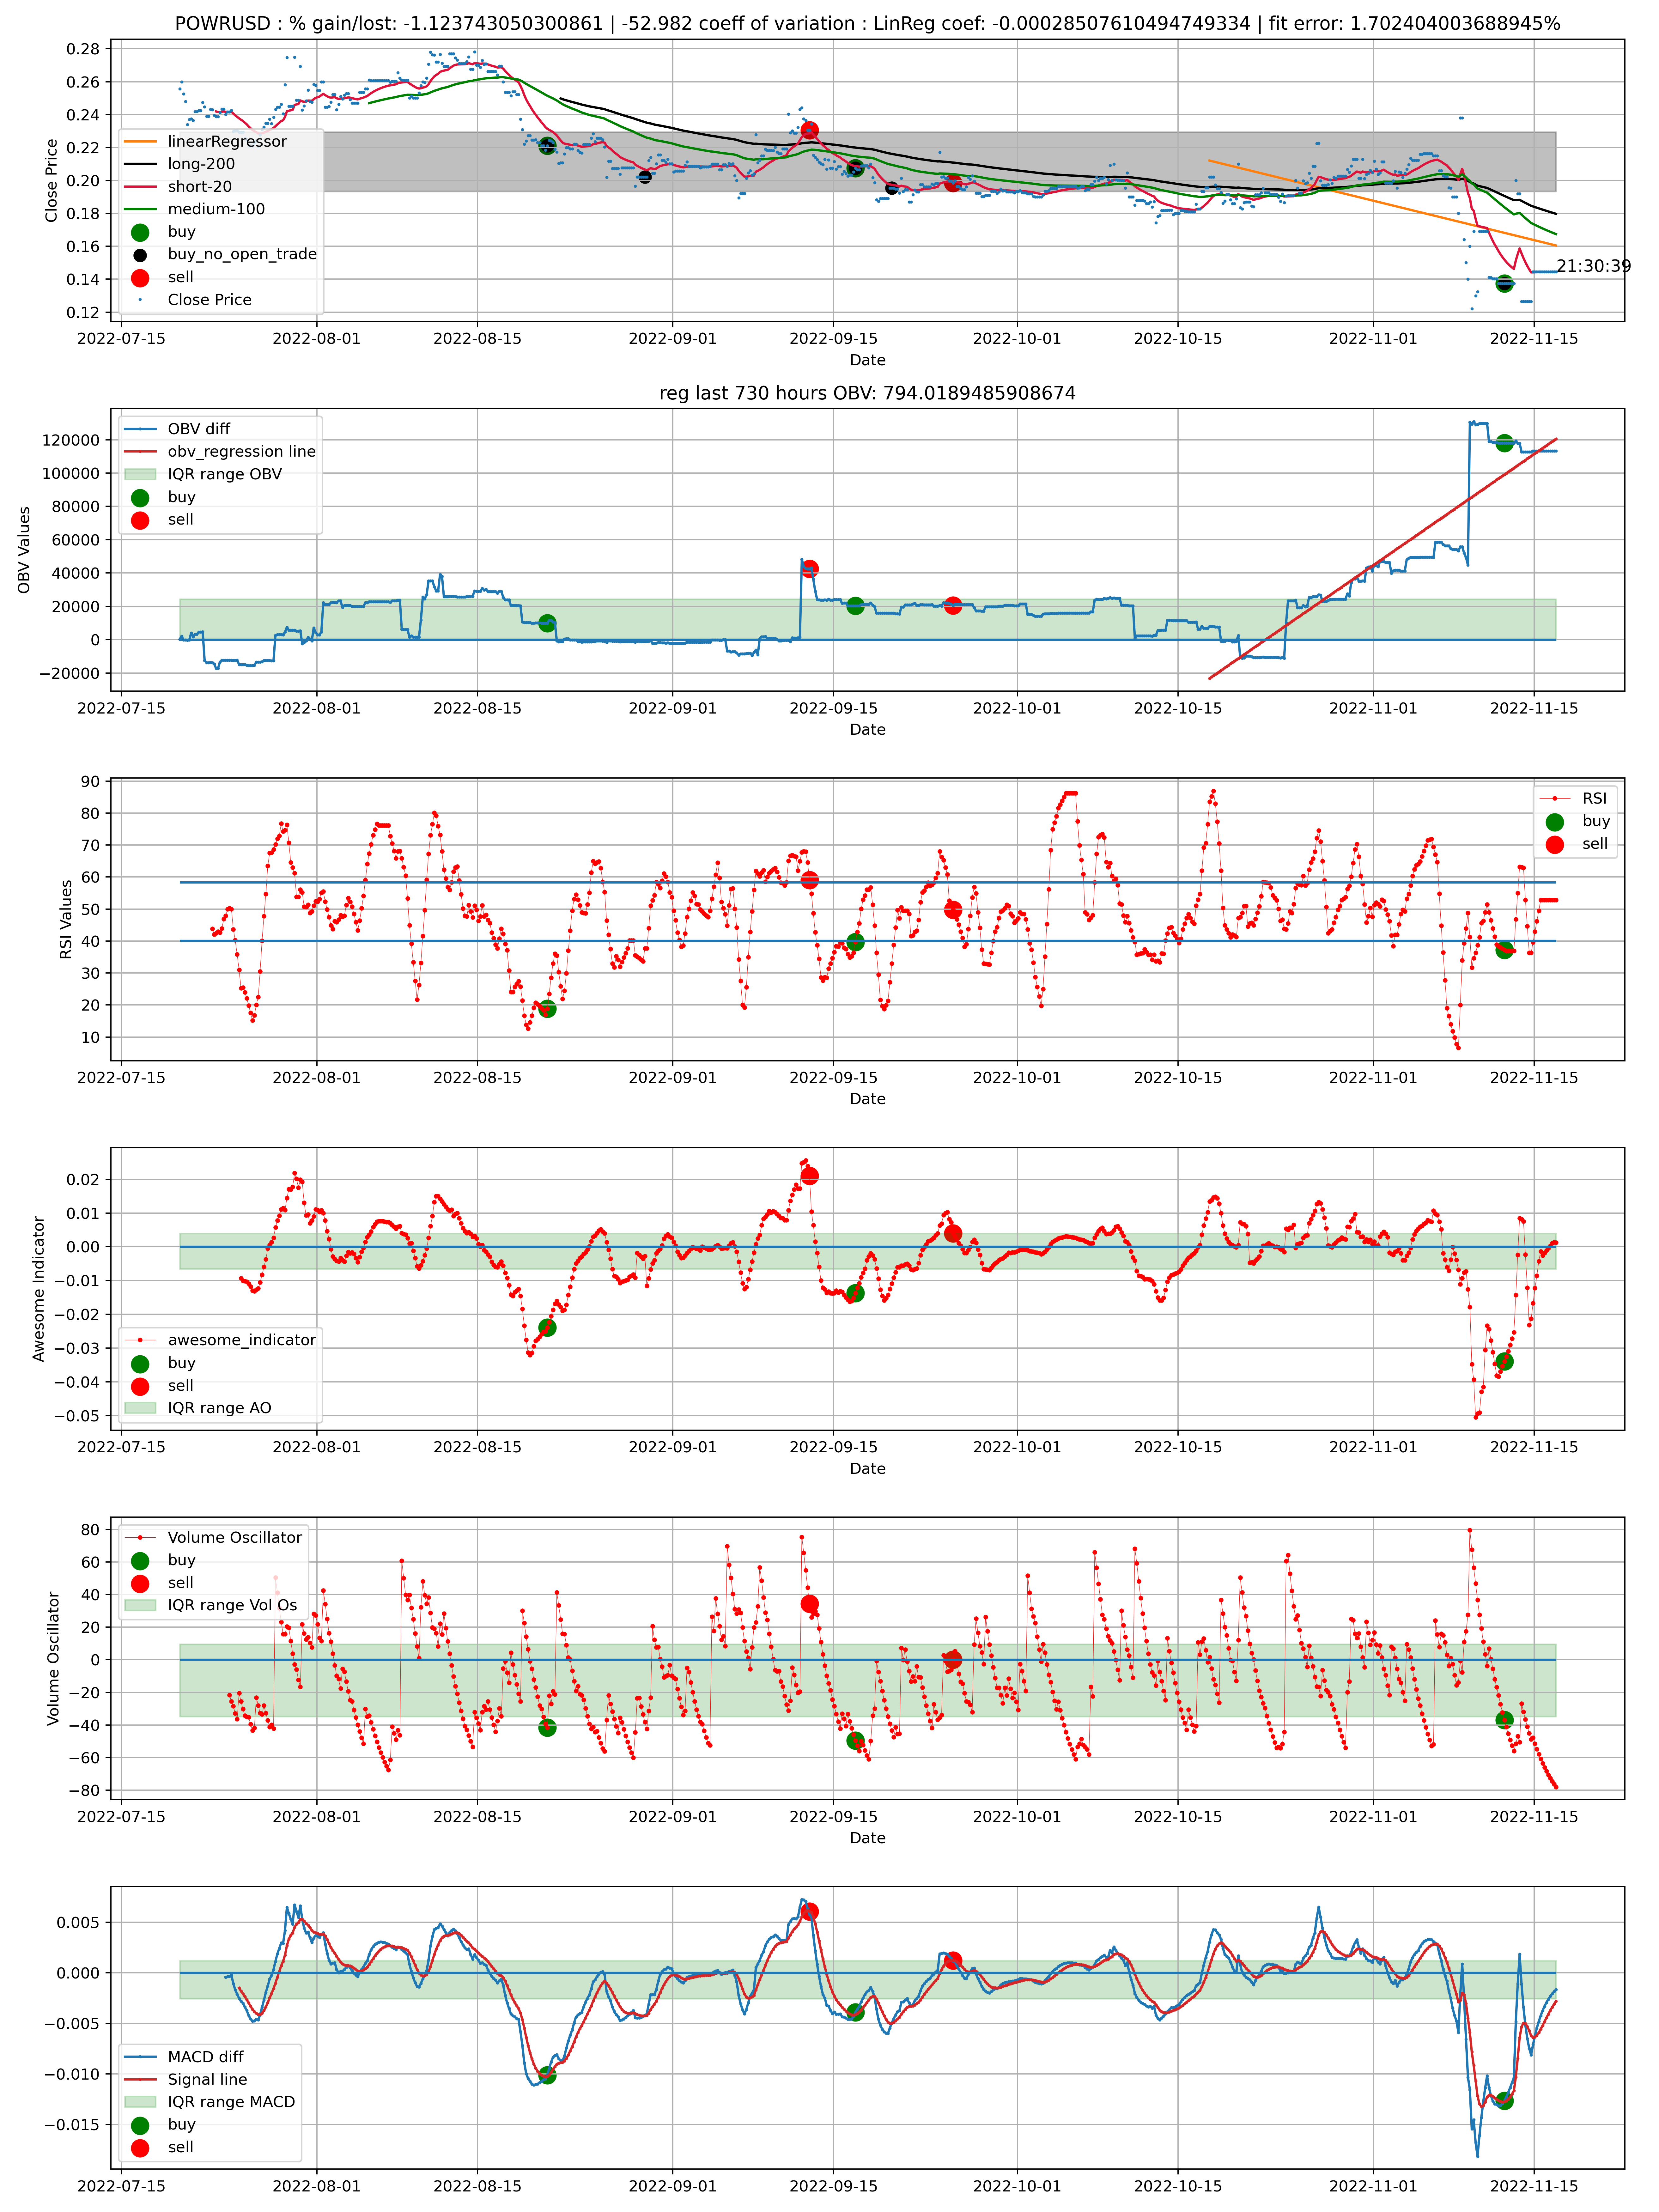 POWRUSD : % gain/lost: -1.123743050300861 | -52.982 coeff of variation : LinReg coef: -0.00028507610494749334 | fit error: 1.702404003688945%
0.28
0.26
0.24
0.22
0.20
0.18
0.16
0.14
0.12
Close Price
linearRegressor
long-200
short-20
medium-100
buy
buy_no_open_trade
sell
Close Price
21:30:39
2022-07-15 2022-08-01 2022-08-15 2022-09-01 2022-09-15 2022-10-01 2022-10-15 2022-11-01 2022-11-15
Date
reg last 730 hours OBV: 794.0189485908674
120000
100000
80000
60000
40000
20000
0
−20000
OBV Values
OBV diff
obv_regression line
IQR range OBV
buy
sell
2022-07-15 2022-08-01 2022-08-15 2022-09-01 2022-09-15 2022-10-01 2022-10-15 2022-11-01 2022-11-15
Date
90
80
70
60
50
40
30
20
10
RSI Values
RSI
buy
sell
2022-07-15 2022-08-01 2022-08-15 2022-09-01 2022-09-15 2022-10-01 2022-10-15 2022-11-01 2022-11-15
Date
0.02
0.01
0.00
−0.01
−0.02
−0.03
−0.04
−0.05
Awesome Indicator
awesome_indicator
buy
sell
IQR range AO
2022-07-15 2022-08-01 2022-08-15 2022-09-01 2022-09-15 2022-10-01 2022-10-15 2022-11-01 2022-11-15
Date
80
60
40
20
0
−20
−40
−60
−80
Volume Oscillator
Volume Oscillator
buy
sell
IQR range Vol Os
2022-07-15 2022-08-01 2022-08-15 2022-09-01 2022-09-15 2022-10-01 2022-10-15 2022-11-01 2022-11-15
Date
0.005
0.000
−0.005
−0.010
−0.015
MACD diff
Signal line
IQR range MACD
buy
sell
2022-07-15 2022-08-01 2022-08-15 2022-09-01 2022-09-15 2022-10-01 2022-10-15 2022-11-01 2022-11-15